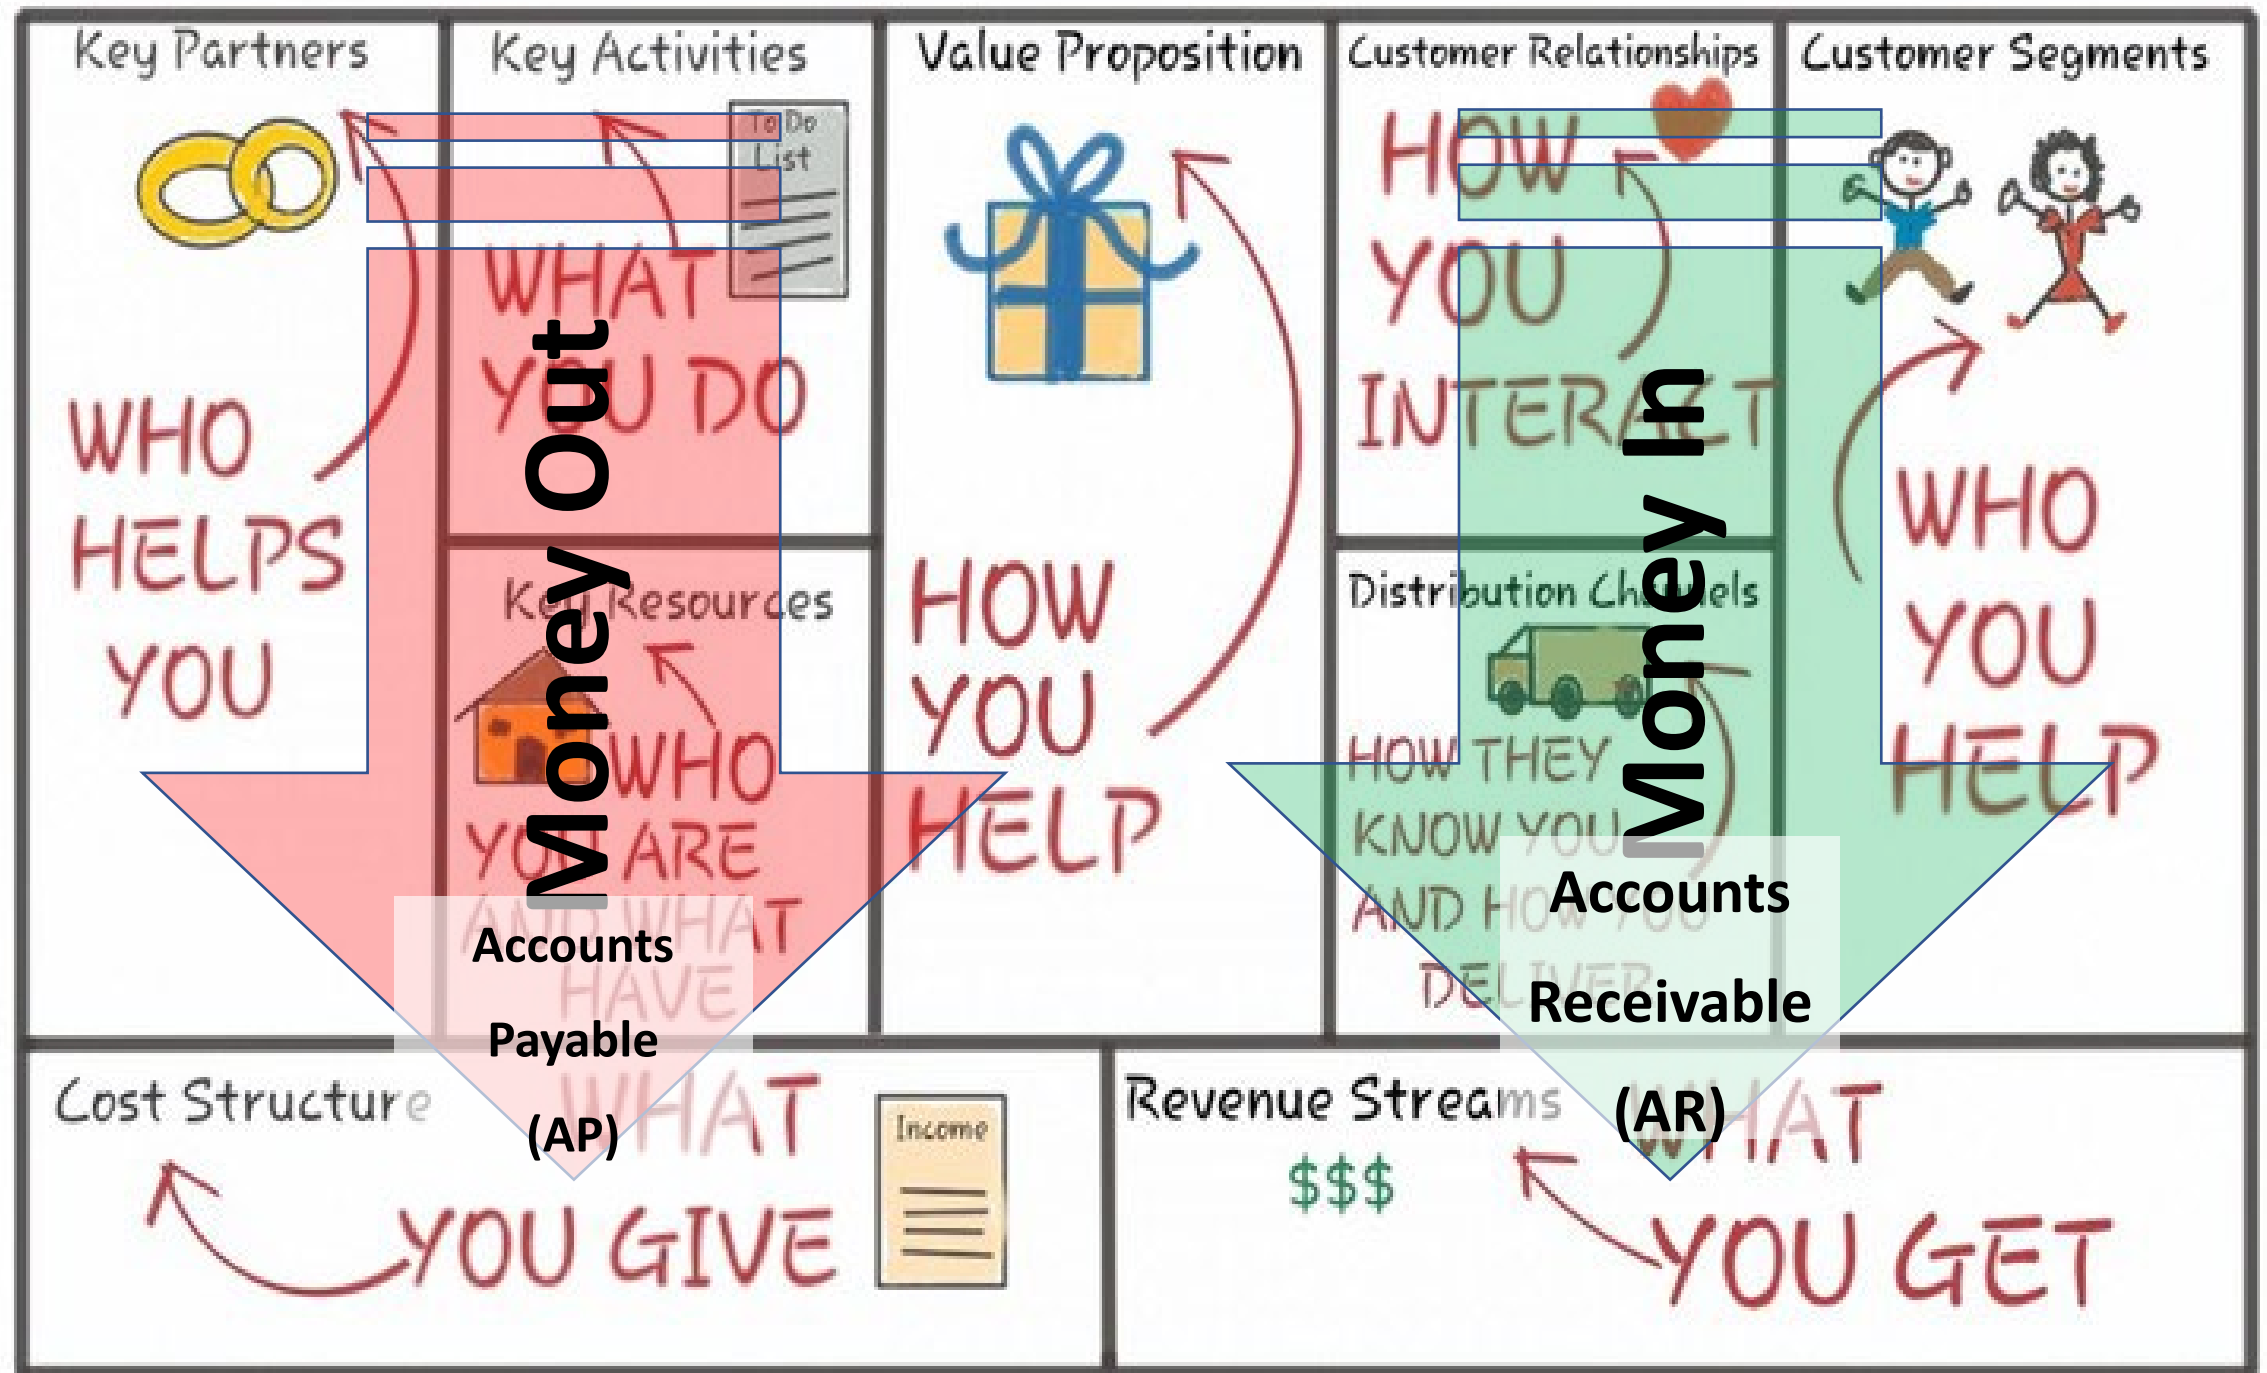 Key Partners
WHO
HELPS
YOU
Key Activities
To Do
List
WHAT
YOU DO
Key Resources
WHO
YOU ARE
AND WHAT
HAVE
Value Proposition
HOW
YOU
HELP
Customer Relationships
HOW
YOU
INTERACT
Distribution Channels
HOW THEY
KNOW YOU
AND HOW YOU
DELIVER
Customer Segments
WHO
YOU
HELP
Money Out
Accounts
Payable
(AP)
Money In
Accounts
Receivable
(AR)
Cost Structure
WHAT
YOU GIVE
Income
Revenue Streams
$$$
WHAT
YOU GET